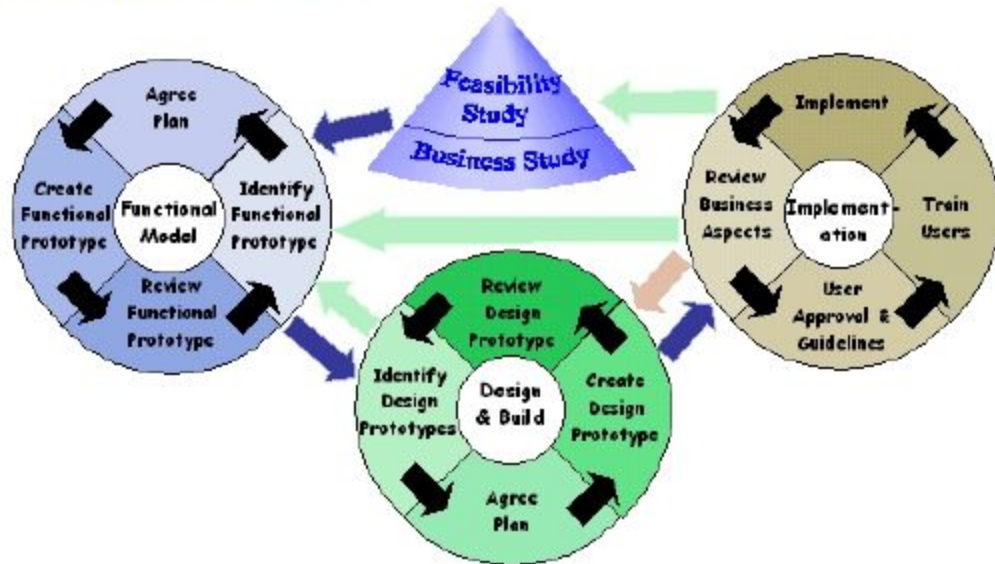 Feasibility
Study
Business Study
Agree
Plan
Create
Functional
Prototype
Functional
Model
Identify
Functional
Prototype
Review
Functional
Prototype
Implement
Review
Business
Aspects
Implement-
ation
Train
Users
User
Approval &
Guidelines
Review
Design
Prototype
Identify
Design
Prototypes
Design
& Build
Create
Design
Prototype
Agree
Plan